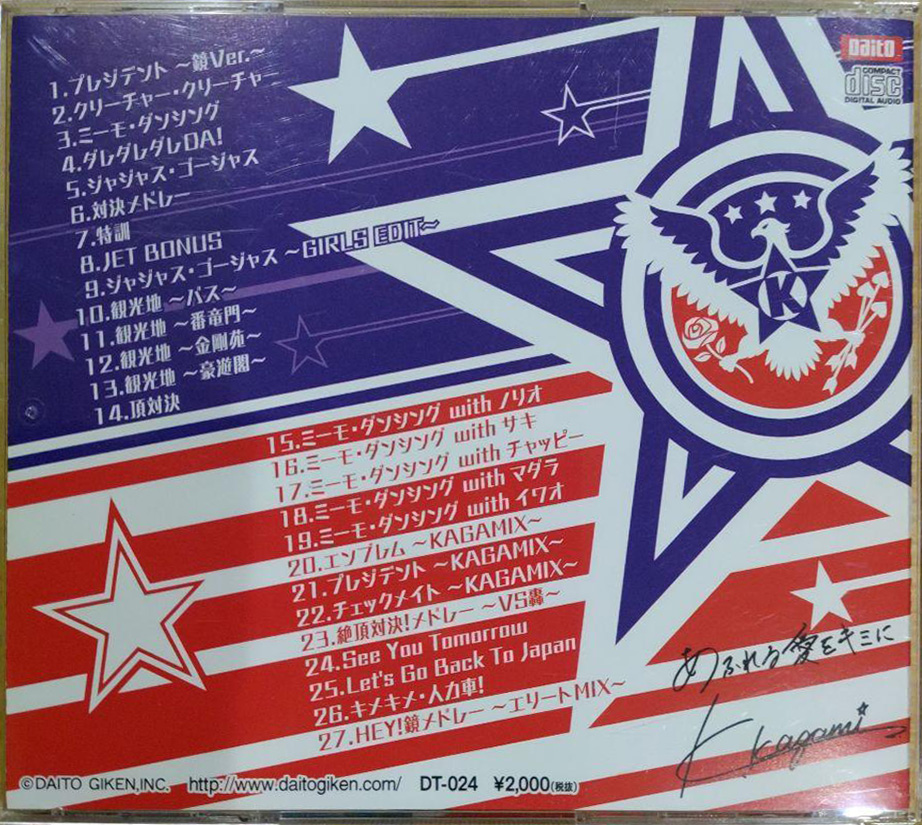 1.プレジデント ～鏡Ver.～
2.クリーチャー・クリーチャー
3.ミーモ・ダンシング
4.ダレダレダレDA!
5.ジャジャス・ゴージャス
6.対決メドレー
7.特訓
8.JET BONUS
9.ジャジャス・ゴージャス ～GIRLS EDIT～
10.観光地 ～バス～
11.観光地 ～番竜門～
12.観光地 ～金剛苑～
13.観光地 ～豪遊閣～
14.頂対決
15.ミーモ・ダンシング with ノリオ
16.ミーモ・ダンシング with サキ
17.ミーモ・ダンシング with チャッピー
18.ミーモ・ダンシング with マダラ
19.ミーモ・ダンシング with イワオ
20.エンブレム ～KAGAMIX～
21.プレジデント ～KAGAMIX～
22.チェックメイト ～KAGAMIX～
23.絶頂対決!メドレー ～VS轟～
24.See You Tomorrow
25.Let's Go Back To Japan
26.キメキメ・人力車!
27.HEY!鏡メドレー ～エリートMIX～
Daito
COMPACT
disc
DIGITAL AUDIO
K
あふれる愛をキミに
K.Kagami
©DAITO GIKEN,INC. http://www.daitogiken.com/ DT-024 ¥2,000(税抜)